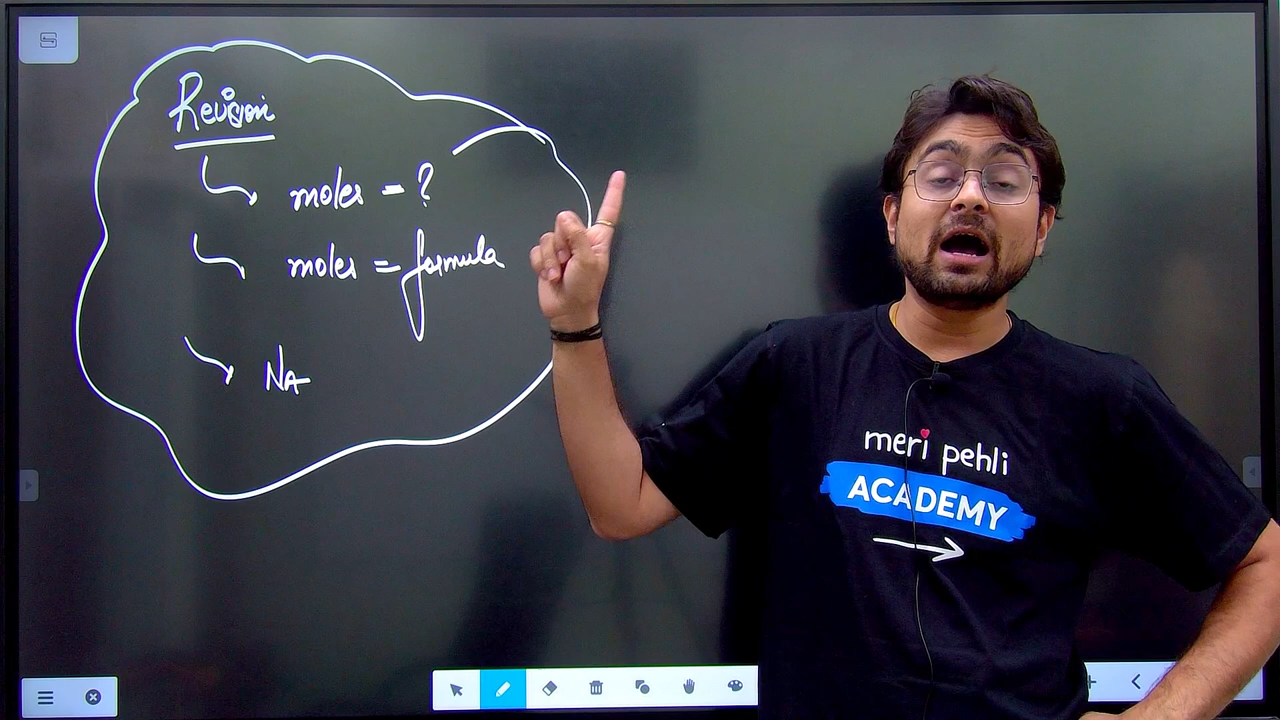 Revision
moles = ?
moles = formula
NA
meri pehli
ACADEMY